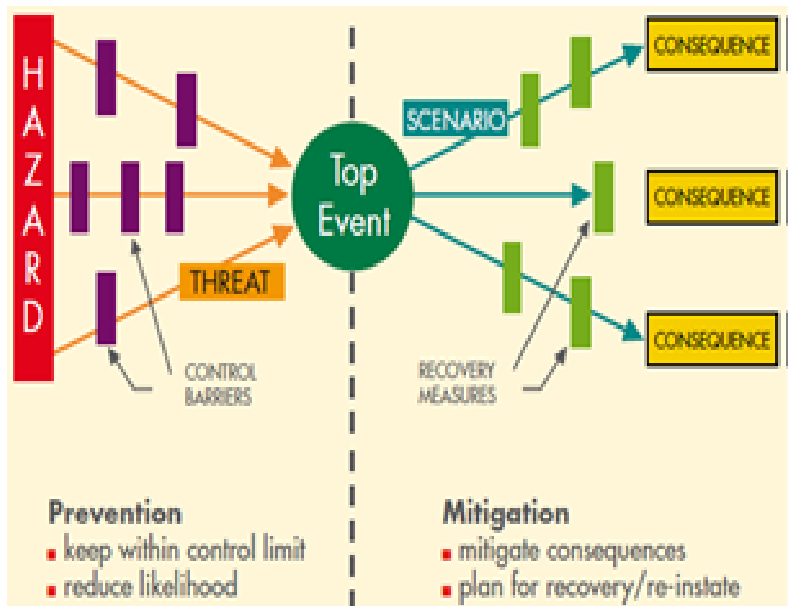 HAZARD
CONSEQUENCE
SCENARIO
Top
Event
CONSEQUENCE
THREAT
CONSEQUENCE
CONTROL
BARRIERS
RECOVERY
MEASURES
Prevention
▪ keep within control limit
▪ reduce likelihood
Mitigation
▪ mitigate consequences
▪ plan for recovery/re-instate